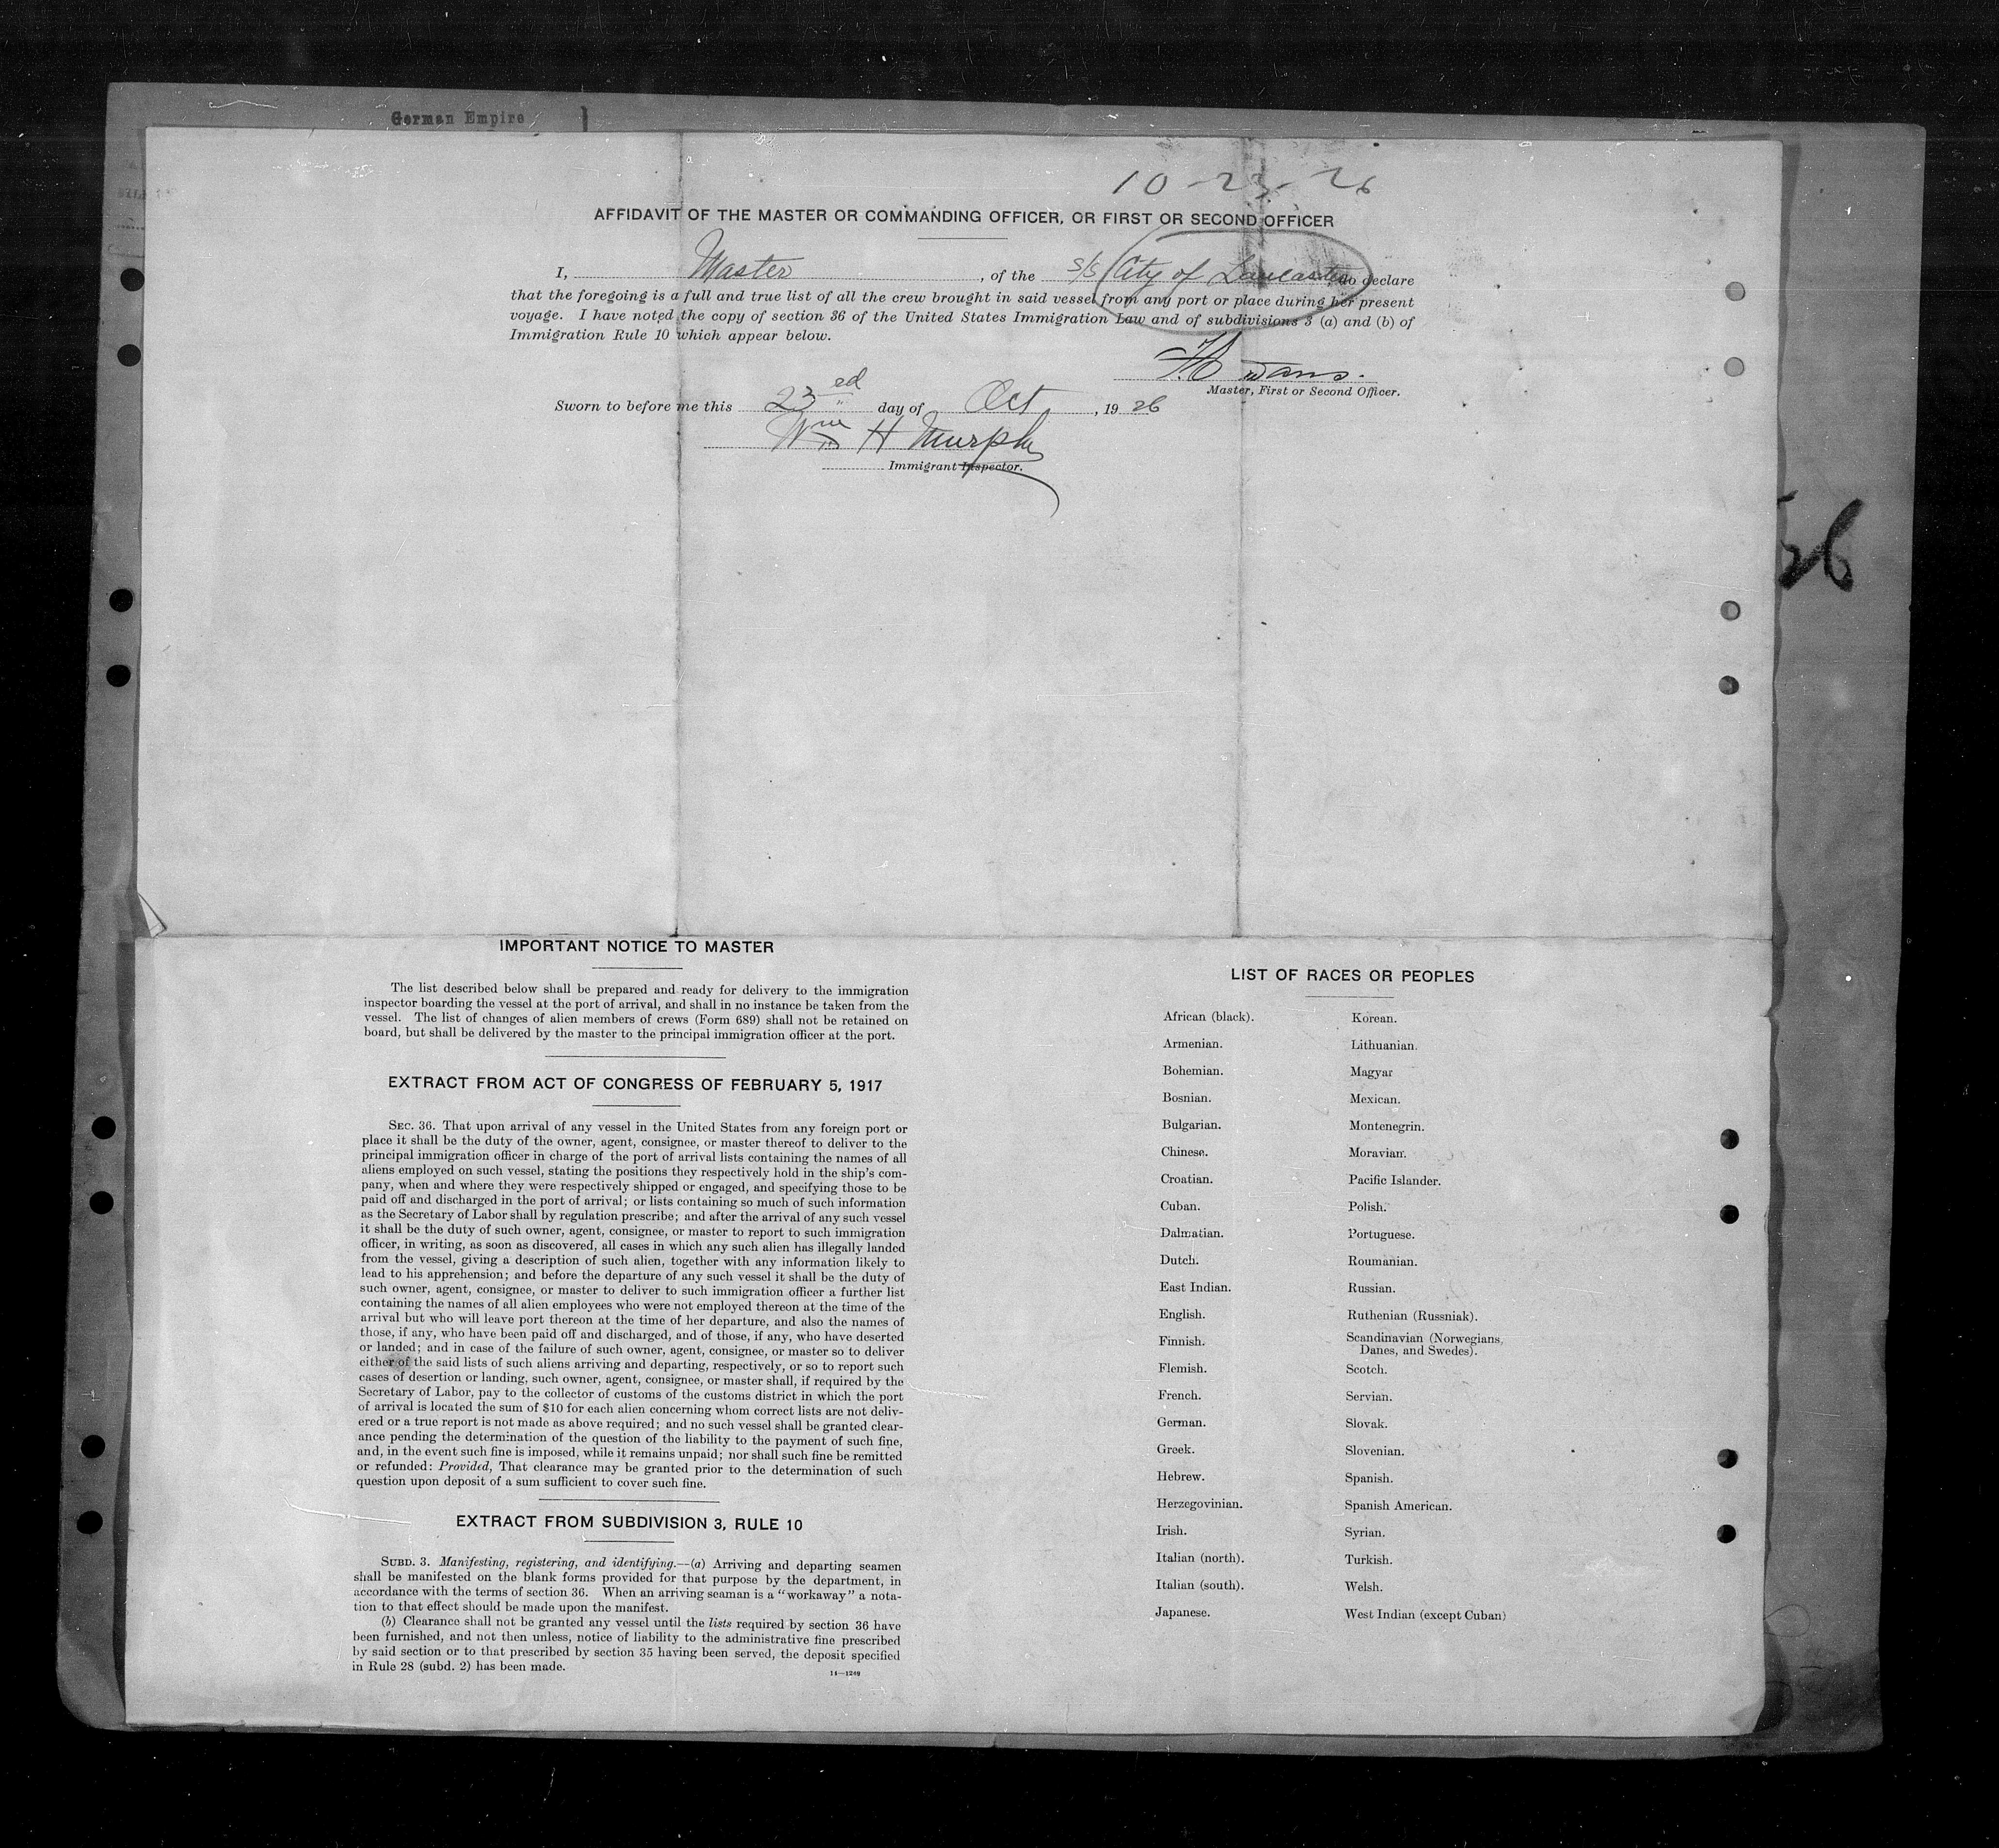 German Empire
10-23-26
AFFIDAVIT OF THE MASTER OR COMMANDING OFFICER, OR FIRST OR SECOND OFFICER
I, Master, of the S/S City of Lancaster, do declare
that the foregoing is a full and true list of all the crew brought in said vessel from any port or place during her present
voyage. I have noted the copy of section 36 of the United States Immigration Law and of subdivisions 3 (a) and (b) of
Immigration Rule 10 which appear below.
Master, First or Second Officer.
Sworn to before me this 23rd day of Oct, 1926
Wm H Murphy
Immigrant Inspector.
26
IMPORTANT NOTICE TO MASTER
The list described below shall be prepared and ready for delivery to the immigration
inspector boarding the vessel at the port of arrival, and shall in no instance be taken from the
vessel. The list of changes of alien members of crews (Form 689) shall not be retained on
board, but shall be delivered by the master to the principal immigration officer at the port.
EXTRACT FROM ACT OF CONGRESS OF FEBRUARY 5, 1917
SEC. 36. That upon arrival of any vessel in the United States from any foreign port or
place it shall be the duty of the owner, agent, consignee, or master thereof to deliver to the
principal immigration officer in charge of the port of arrival lists containing the names of all
aliens employed on such vessel, stating the positions they respectively hold in the ship's com-
pany, when and where they were respectively shipped or engaged, and specifying those to be
paid off and discharged in the port of arrival; or lists containing so much of such information
as the Secretary of Labor shall by regulation prescribe; and after the arrival of any such vessel
it shall be the duty of such owner, agent, consignee, or master to report to such immigration
officer, in writing, as soon as discovered, all cases in which any such alien has illegally landed
from the vessel, giving a description of such alien, together with any information likely to
lead to his apprehension; and before the departure of any such vessel it shall be the duty of
such owner, agent, consignee, or master to deliver to such immigration officer a further list
containing the names of all alien employees who were not employed thereon at the time of the
arrival but who will leave port thereon at the time of her departure, and also the names of
those, if any, who have been paid off and discharged, and of those, if any, who have deserted
or landed; and in case of the failure of such owner, agent, consignee, or master so to deliver
either of the said lists of such aliens arriving and departing, respectively, or so to report such
cases of desertion or landing, such owner, agent, consignee, or master shall, if required by the
Secretary of Labor, pay to the collector of customs of the customs district in which the port
of arrival is located the sum of $10 for each alien concerning whom correct lists are not deliv-
ered or a true report is not made as above required; and no such vessel shall be granted clear-
ance pending the determination of the question of the liability to the payment of such fine,
and, in the event such fine is imposed, while it remains unpaid; nor shall such fine be remitted
or refunded: Provided, That clearance may be granted prior to the determination of such
question upon deposit of a sum sufficient to cover such fine.
EXTRACT FROM SUBDIVISION 3, RULE 10
SUBD. 3. Manifesting, registering, and identifying.—(a) Arriving and departing seamen
shall be manifested on the blank forms provided for that purpose by the department, in
accordance with the terms of section 36. When an arriving seaman is a "workaway" a nota-
tion to that effect should be made upon the manifest.
(b) Clearance shall not be granted any vessel until the lists required by section 36 have
been furnished, and not then unless, notice of liability to the administrative fine prescribed
by said section or to that prescribed by section 35 having been served, the deposit specified
in Rule 28 (subd. 2) has been made.
14—1249
LIST OF RACES OR PEOPLES
African (black).
Armenian.
Bohemian.
Bosnian.
Bulgarian.
Chinese.
Croatian.
Cuban.
Dalmatian.
Dutch.
East Indian.
English.
Finnish.
Flemish.
French.
German.
Greek.
Hebrew.
Herzegovinian.
Irish.
Italian (north).
Italian (south).
Japanese.
Korean.
Lithuanian.
Magyar
Mexican.
Montenegrin.
Moravian.
Pacific Islander.
Polish.
Portuguese.
Roumanian.
Russian.
Ruthenian (Russniak).
Scandinavian (Norwegians,
Danes, and Swedes).
Scotch.
Servian.
Slovak.
Slovenian.
Spanish.
Spanish American.
Syrian.
Turkish.
Welsh.
West Indian (except Cuban)